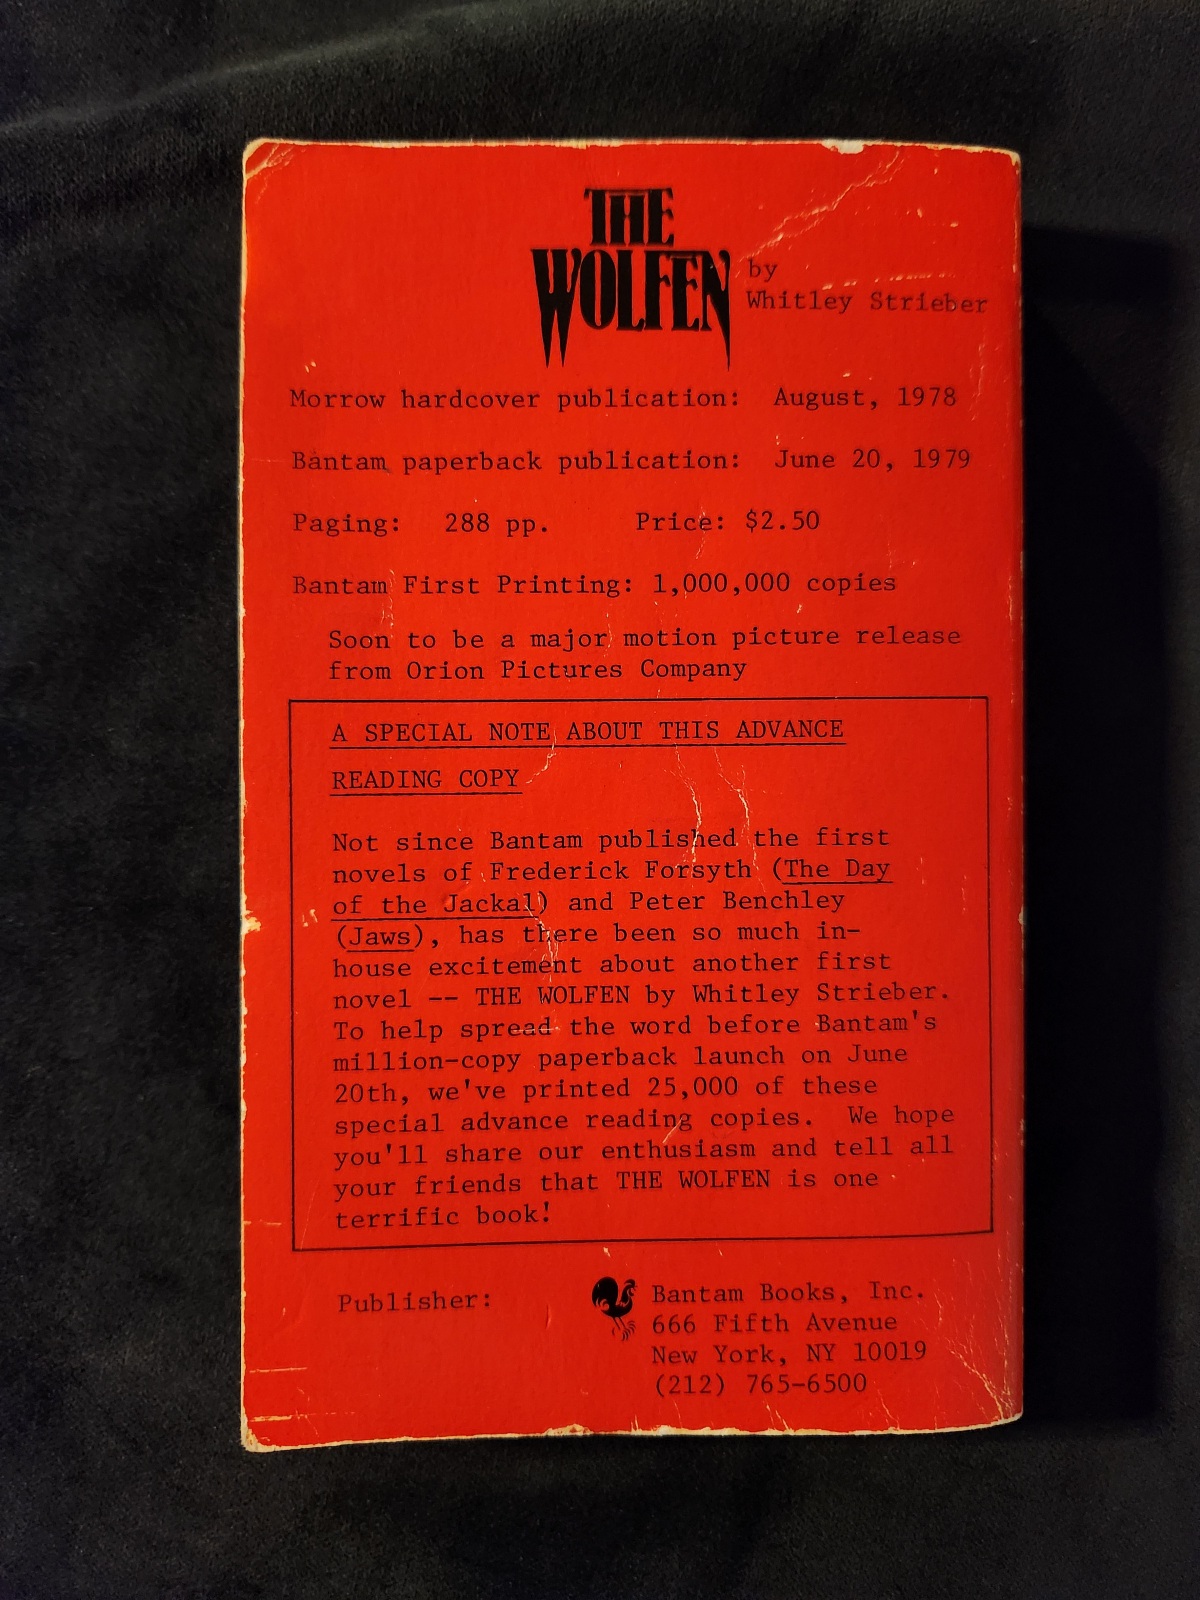 THE
WOLFEN
by
Whitley Strieber
Morrow hardcover publication: August, 1978
Bantam paperback publication: June 20, 1979
Paging: 288 pp. Price: $2.50
Bantam First Printing: 1,000,000 copies
Soon to be a major motion picture release
from Orion Pictures Company
A SPECIAL NOTE ABOUT THIS ADVANCE
READING COPY
Not since Bantam published the first
novels of Frederick Forsyth (The Day
of the Jackal) and Peter Benchley
(Jaws), has there been so much in-
house excitement about another first
novel -- THE WOLFEN by Whitley Strieber.
To help spread the word before Bantam's
million-copy paperback launch on June
20th, we've printed 25,000 of these
special advance reading copies. We hope
you'll share our enthusiasm and tell all
your friends that THE WOLFEN is one
terrific book!
Publisher: Bantam Books, Inc.
666 Fifth Avenue
New York, NY 10019
(212) 765-6500